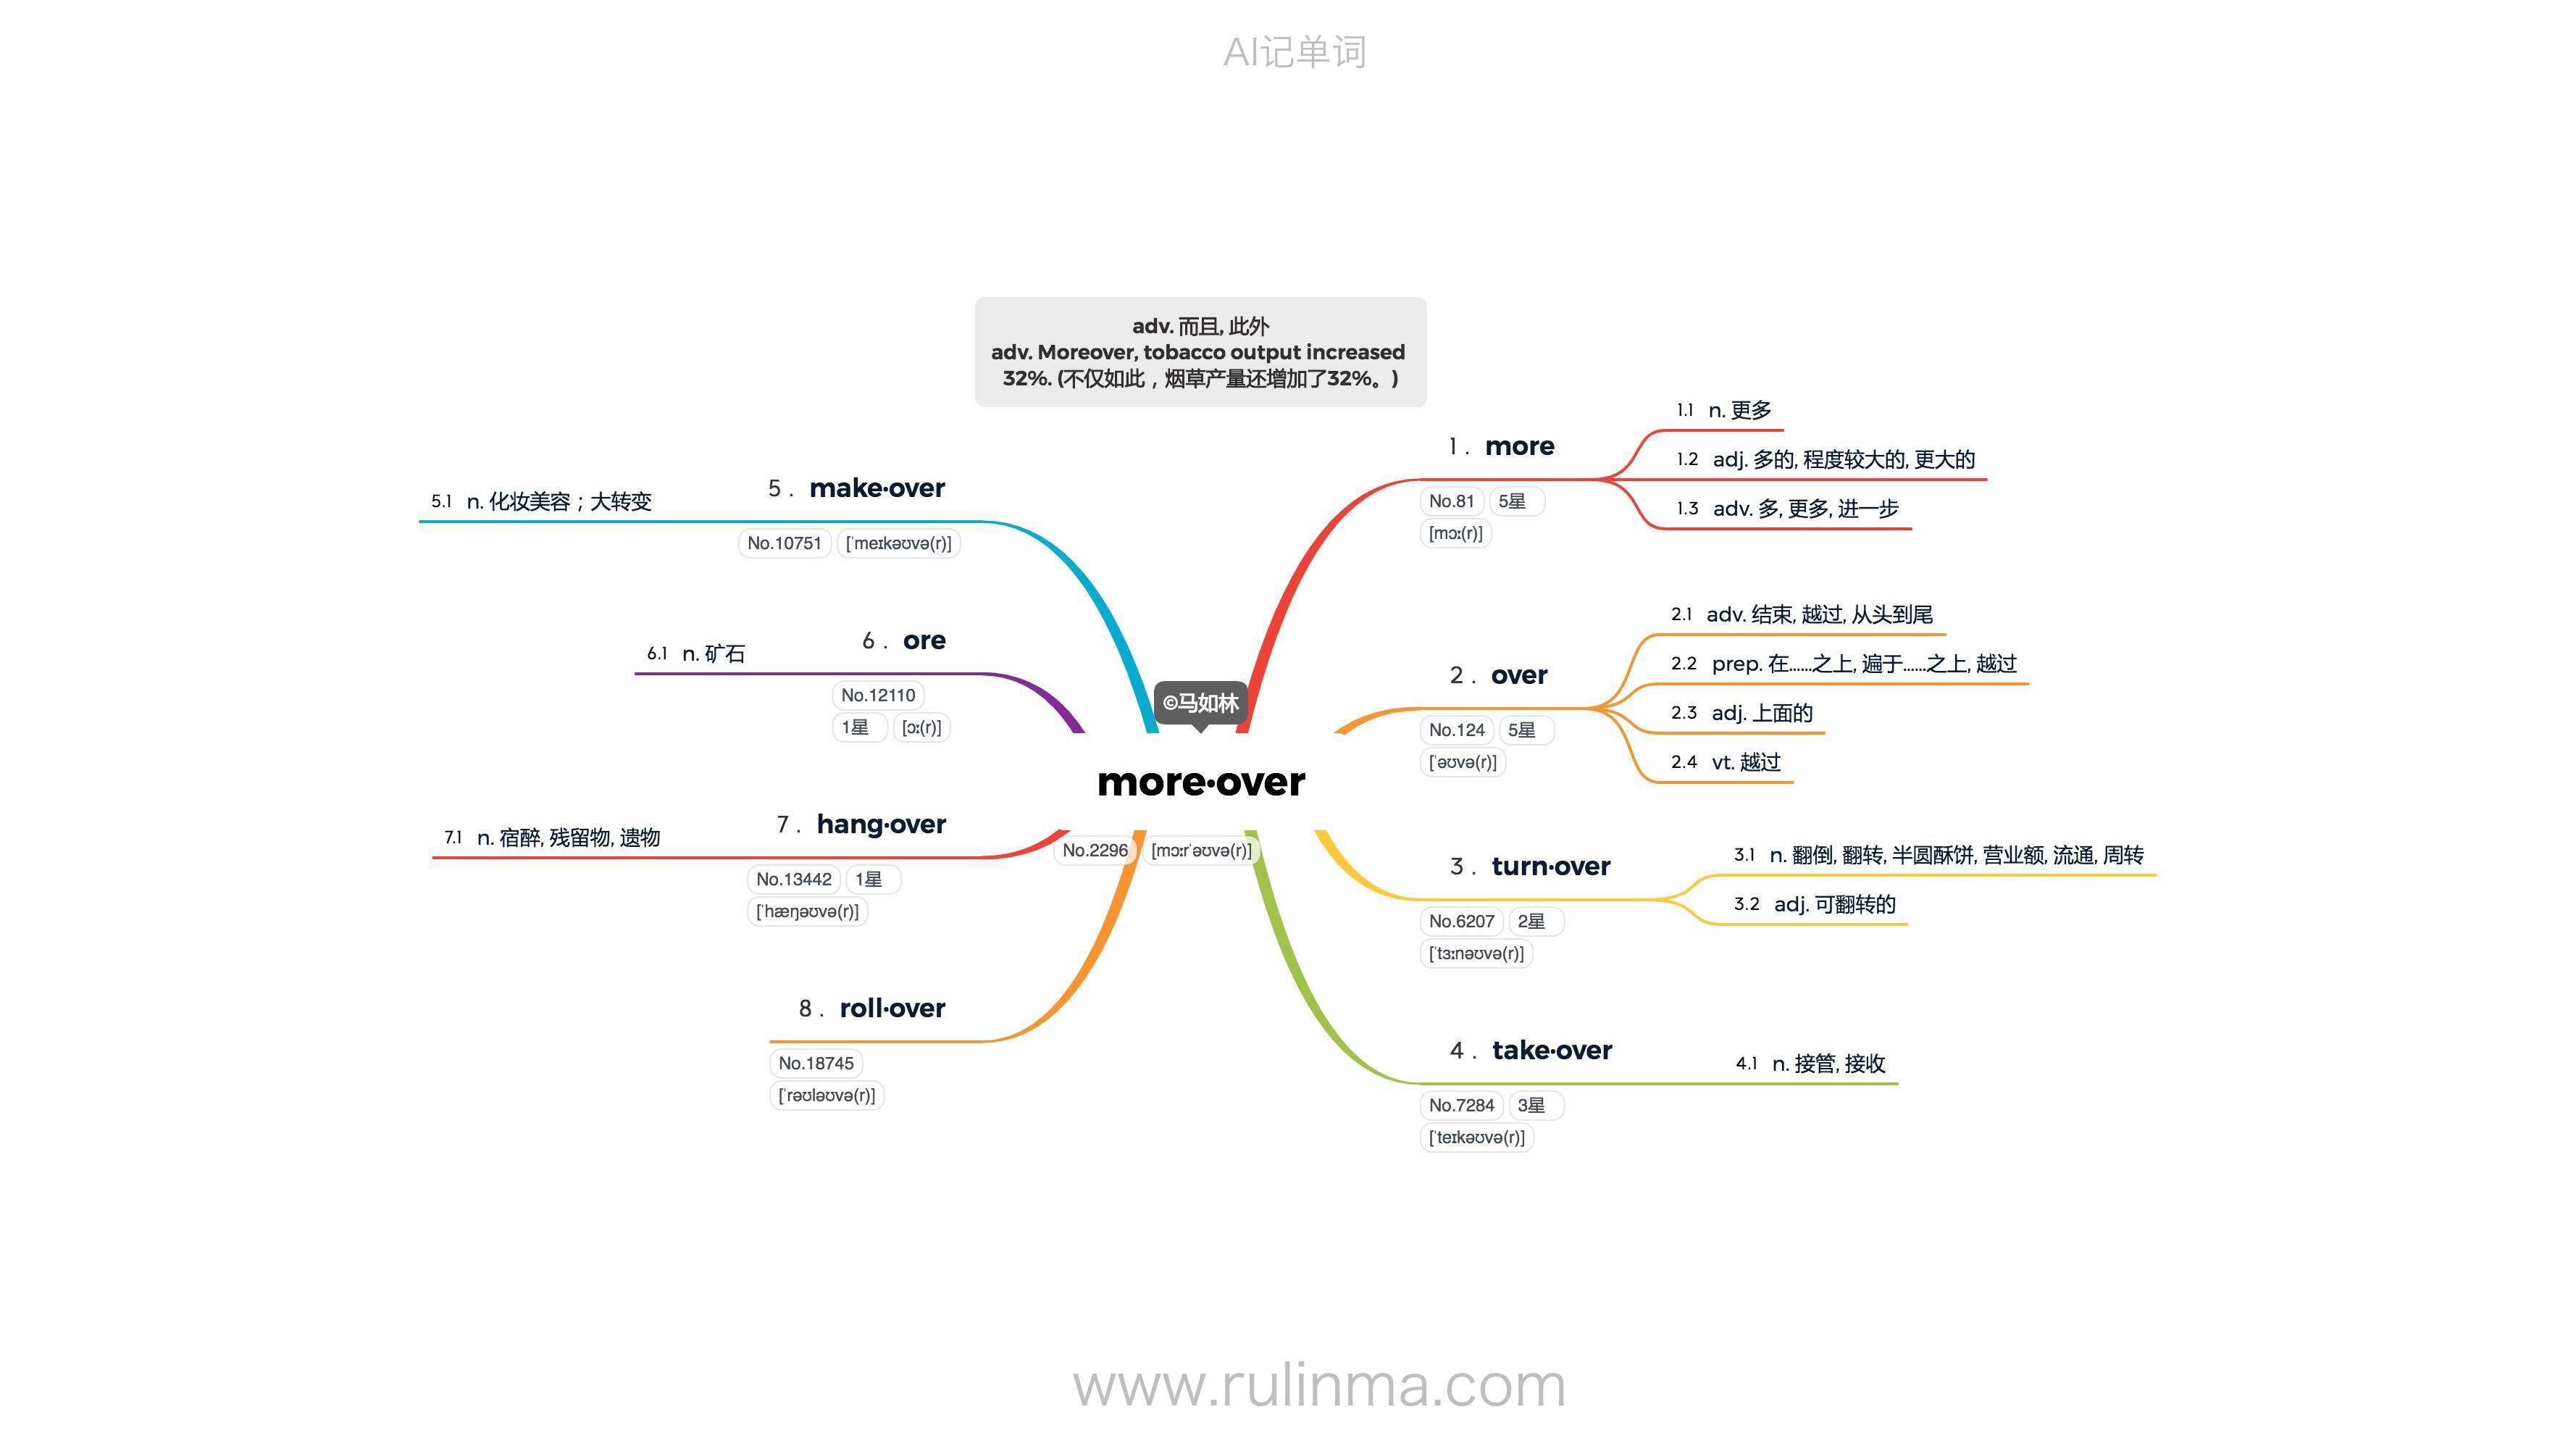 AI记单词
adv. 而且, 此外
adv. Moreover, tobacco output increased
32%. (不仅如此，烟草产量还增加了32%。)
©马如林
more·over
No.2296 [mɔːrˈəʊvə(r)]
1. more
No.81 5星
[mɔː(r)]
1.1 n. 更多
1.2 adj. 多的, 程度较大的, 更大的
1.3 adv. 多, 更多, 进一步
2. over
No.124 5星
[ˈəʊvə(r)]
2.1 adv. 结束, 越过, 从头到尾
2.2 prep. 在......之上, 遍于......之上, 越过
2.3 adj. 上面的
2.4 vt. 越过
3. turn·over
No.6207 2星
[ˈtɜːnəʊvə(r)]
3.1 n. 翻倒, 翻转, 半圆酥饼, 营业额, 流通, 周转
3.2 adj. 可翻转的
4. take·over
No.7284 3星
[ˈteɪkəʊvə(r)]
4.1 n. 接管, 接收
5. make·over
No.10751 [ˈmeɪkəʊvə(r)]
5.1 n. 化妆美容；大转变
6. ore
No.12110
1星 [ɔː(r)]
6.1 n. 矿石
7. hang·over
No.13442 1星
[ˈhæŋəʊvə(r)]
7.1 n. 宿醉, 残留物, 遗物
8. roll·over
No.18745
[ˈrəʊləʊvə(r)]
www.rulinma.com